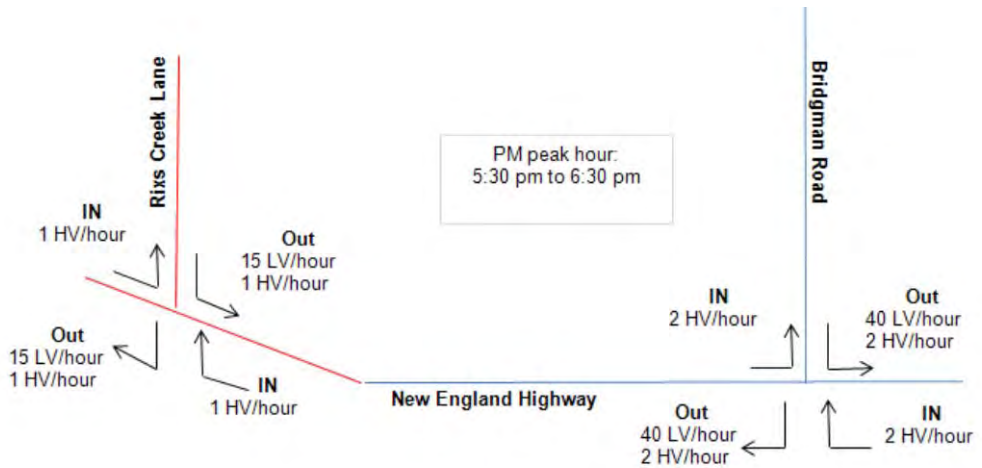 Rixs Creek Lane
Bridgman Road
PM peak hour:
5:30 pm to 6:30 pm
IN
1 HV/hour
Out
15 LV/hour
1 HV/hour
Out
15 LV/hour
1 HV/hour
IN
1 HV/hour
New England Highway
IN
2 HV/hour
Out
40 LV/hour
2 HV/hour
Out
40 LV/hour
2 HV/hour
IN
2 HV/hour